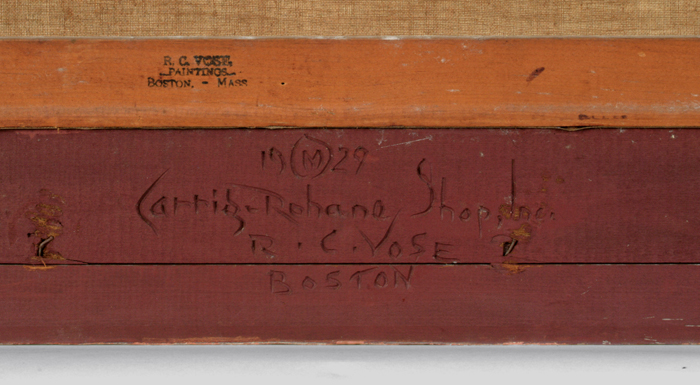 R. C. VOSE,
PAINTINGS
BOSTON, - MASS
19 M 29
Carrig-Rohane Shop, Inc.
R. C. VOSE
BOSTON